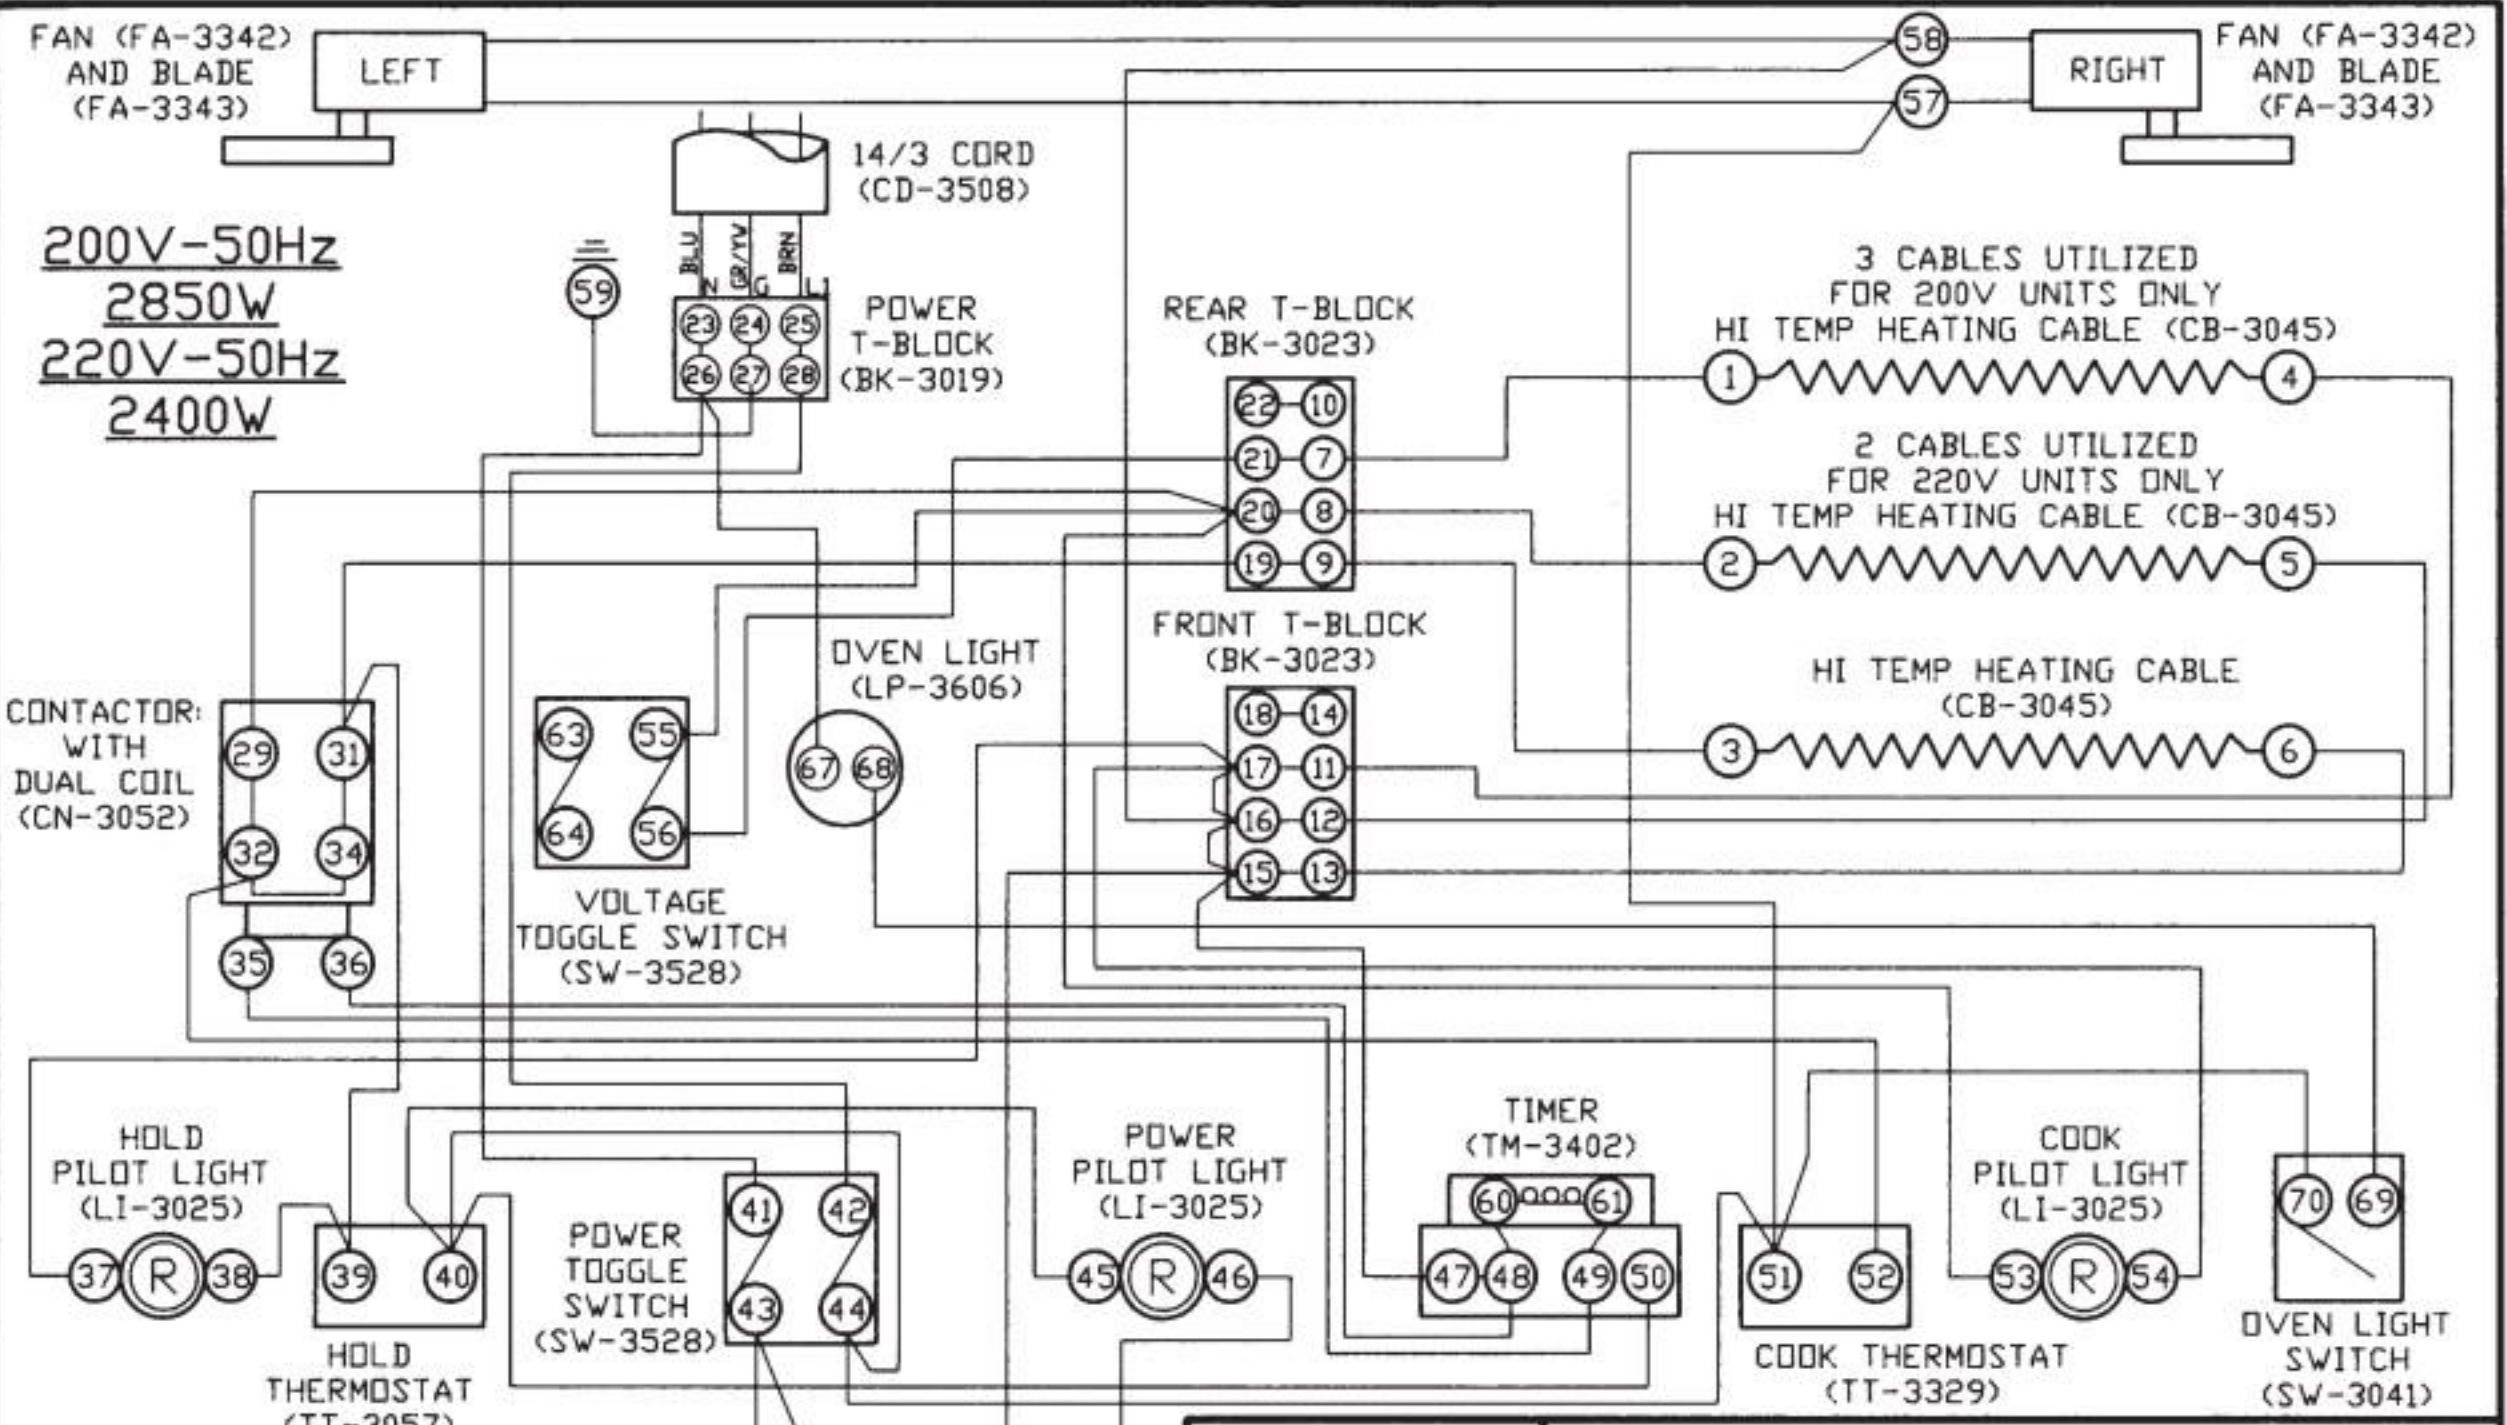 FAN (FA-3342)
AND BLADE
(FA-3343)
LEFT
58
57
RIGHT
FAN (FA-3342)
AND BLADE
(FA-3343)
14/3 CORD
(CD-3508)
200V-50Hz
2850W
220V-50Hz
2400W
59
BLU
GR/YW
BRN
N
G
L1
23
24
25
26
27
28
POWER
T-BLOCK
(BK-3019)
REAR T-BLOCK
(BK-3023)
22
10
21
7
20
8
19
9
3 CABLES UTILIZED
FOR 200V UNITS ONLY
HI TEMP HEATING CABLE (CB-3045)
1
4
2 CABLES UTILIZED
FOR 220V UNITS ONLY
HI TEMP HEATING CABLE (CB-3045)
2
5
HI TEMP HEATING CABLE
(CB-3045)
3
6
FRONT T-BLOCK
(BK-3023)
18
14
17
11
16
12
15
13
OVEN LIGHT
(LP-3606)
67
68
CONTACTOR:
WITH
DUAL COIL
(CN-3052)
29
31
32
34
35
36
63
55
64
56
VOLTAGE
TOGGLE SWITCH
(SW-3528)
HOLD
PILOT LIGHT
(LI-3025)
37
R
38
39
40
HOLD
THERMOSTAT
(TT-3057)
41
42
43
44
POWER
TOGGLE
SWITCH
(SW-3528)
POWER
PILOT LIGHT
(LI-3025)
45
R
46
TIMER
(TM-3402)
60
61
47
48
49
50
51
52
COOK THERMOSTAT
(TT-3329)
COOK
PILOT LIGHT
(LI-3025)
53
R
54
70
69
OVEN LIGHT
SWITCH
(SW-3041)